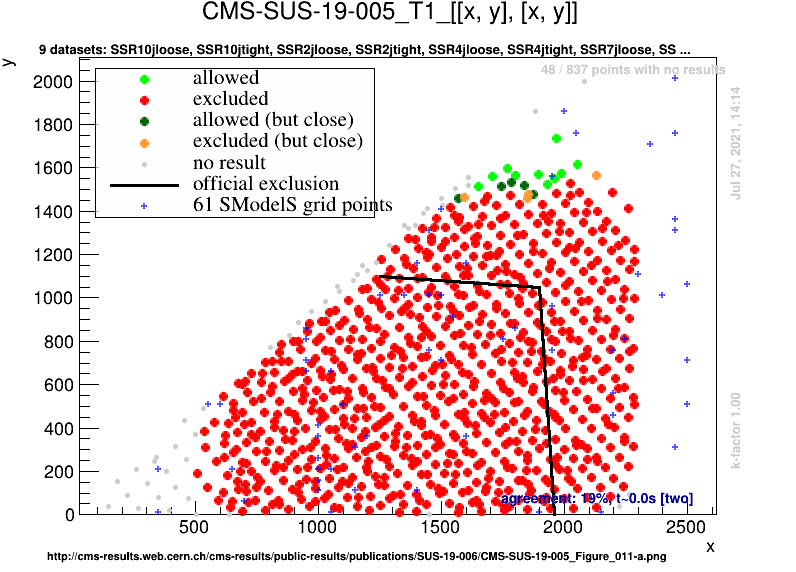 CMS-SUS-19-005_T1_[[x, y], [x, y]]
9 datasets: SSR10jloose, SSR10jtight, SSR2jloose, SSR2jtight, SSR4jloose, SSR4jtight, SSR7jloose, SS ...
y
48 / 837 points with no results
allowed
excluded
allowed (but close)
excluded (but close)
no result
official exclusion
61 SModelS grid points
Jul 27, 2021, 14:14
k-factor 1.00
2000
1800
1600
1400
1200
1000
800
600
400
200
0
agreement: 19%, t~0.0s [two]
500 1000 1500 2000 2500
x
http://cms-results.web.cern.ch/cms-results/public-results/publications/SUS-19-006/CMS-SUS-19-005_Figure_011-a.png